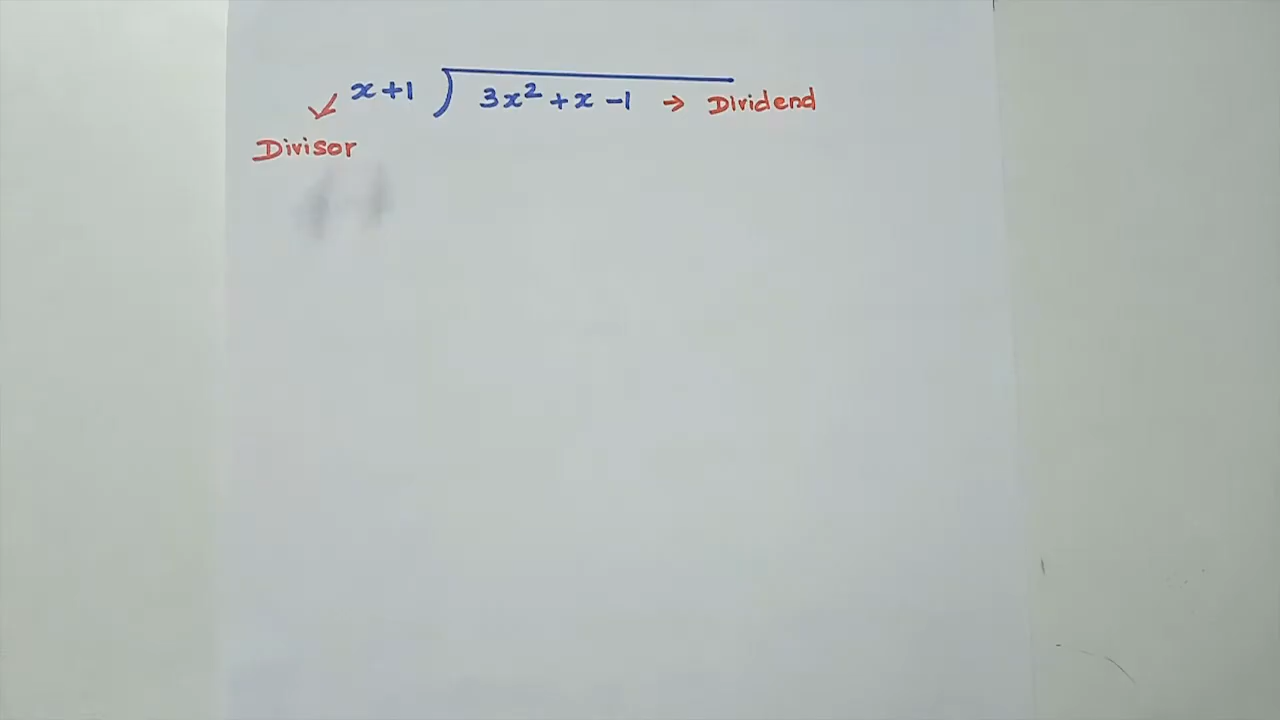 x+1 ) 3x² + x - 1 → Dividend
Divisor